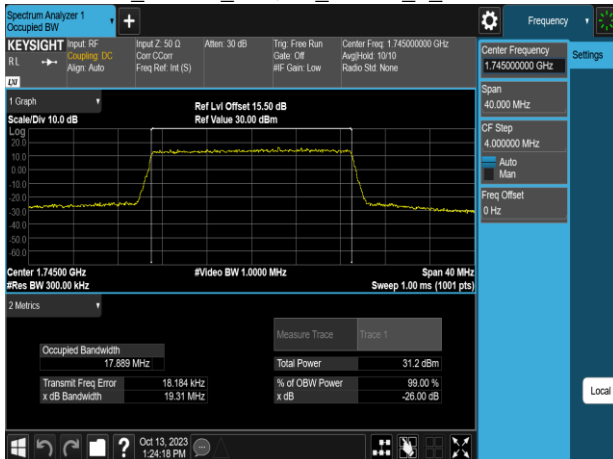 Spectrum Analyzer 1
Occupied BW
Frequency
KEYSIGHT
RL
Align: Auto
Input: RF
Coupling: DC
Input Z: 50 Ω
Corr CCorr
Freq Ref: Int (S)
Atten: 30 dB
Trig: Free Run
Gate: Off
#IF Gain: Low
Center Freq: 1.745000000 GHz
Avg|Hold: 10/10
Radio Std: None
LXI
Center Frequency
1.745000000 GHz
Settings
Span
40.000 MHz
CF Step
4.000000 MHz
Auto
Man
Freq Offset
0 Hz
1 Graph
Scale/Div 10.0 dB
Ref Lvl Offset 15.50 dB
Ref Value 30.00 dBm
Log
20.0
10.0
0.00
-10.0
-20.0
-30.0
-40.0
-50.0
-60.0
Center 1.74500 GHz
#Res BW 300.00 kHz
#Video BW 1.0000 MHz
Span 40 MHz
Sweep 1.00 ms (1001 pts)
2 Metrics
Measure Trace
Trace 1
Occupied Bandwidth
17.889 MHz
Total Power
31.2 dBm
Transmit Freq Error
18.184 kHz
% of OBW Power
99.00 %
x dB Bandwidth
19.31 MHz
x dB
-26.00 dB
Local
?
Oct 13, 2023
1:24:18 PM